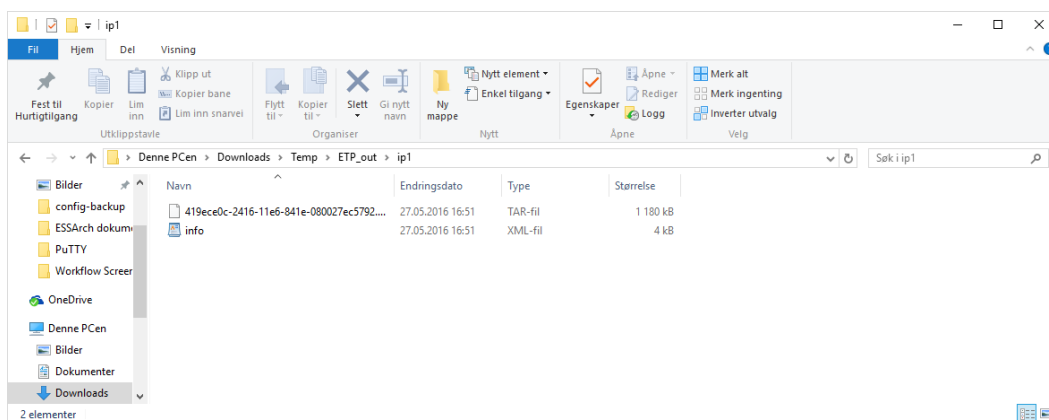 ip1
Fil Hjem Del Visning
Fest til Hurtigtilgang
Kopier
Lim inn
Klipp ut
Kopier bane
Lim inn snarvei
Utklippstavle
Flytt til
Kopier til
Slett
Gi nytt navn
Organiser
Ny mappe
Nytt element
Enkel tilgang
Nytt
Egenskaper
Åpne
Rediger
Logg
Åpne
Merk alt
Merk ingenting
Inverter utvalg
Velg
Denne PCen > Downloads > Temp > ETP_out > ip1
Søk i ip1
Bilder
config-backup
ESSArch dokume
PuTTY
Workflow Screer
OneDrive
Denne PCen
Bilder
Dokumenter
Downloads
Navn Endringsdato Type Størrelse
419ece0c-2416-11e6-841e-080027ec5792.... 27.05.2016 16:51 TAR-fil 1 180 kB
info 27.05.2016 16:51 XML-fil 4 kB
2 elementer